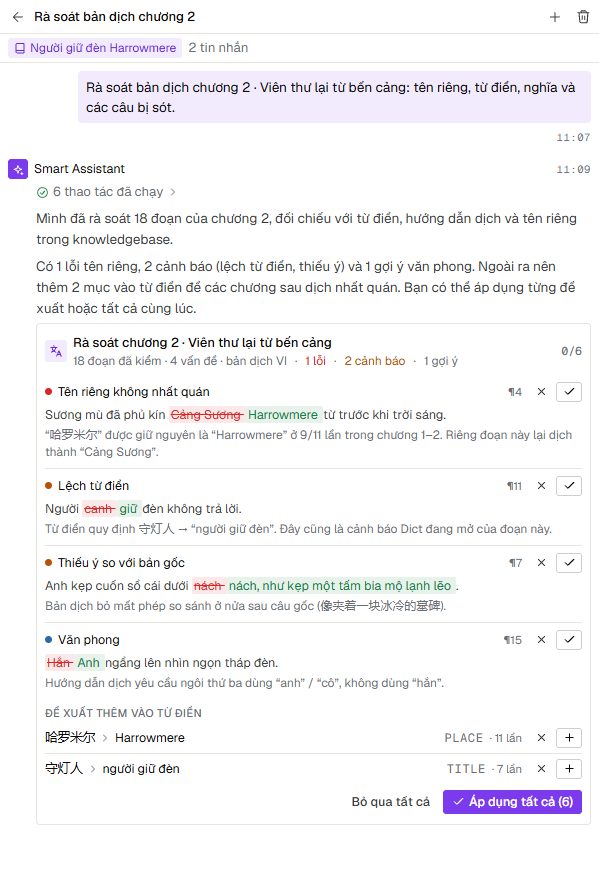 Rà soát bản dịch chương 2
Người giữ đèn Harrowmere 2 tin nhắn
Rà soát bản dịch chương 2 · Viên thư lại từ bến cảng: tên riêng, từ điển, nghĩa và
các câu bị sót.
11:07
Smart Assistant 11:09
6 thao tác đã chạy
Mình đã rà soát 18 đoạn của chương 2, đối chiếu với từ điển, hướng dẫn dịch và tên riêng
trong knowledgebase.
Có 1 lỗi tên riêng, 2 cảnh báo (lệch từ điển, thiếu ý) và 1 gợi ý văn phong. Ngoài ra nên
thêm 2 mục vào từ điển để các chương sau dịch nhất quán. Bạn có thể áp dụng từng đề
xuất hoặc tất cả cùng lúc.
Rà soát chương 2 · Viên thư lại từ bến cảng
18 đoạn đã kiểm · 4 vấn đề · bản dịch VI · 1 lỗi · 2 cảnh báo · 1 gợi ý
0/6
Tên riêng không nhất quán ¶4
Sương mù đã phủ kín Cảng Sương Harrowmere từ trước khi trời sáng.
“哈罗米尔” được giữ nguyên là “Harrowmere” ở 9/11 lần trong chương 1–2. Riêng đoạn này lại dịch
thành “Cảng Sương”.
Lệch từ điển ¶11
Người canh giữ đèn không trả lời.
Từ điển quy định 守灯人 → “người giữ đèn”. Đây cũng là cảnh báo Dict đang mở của đoạn này.
Thiếu ý so với bản gốc ¶7
Anh kẹp cuốn sổ cái dưới nách nách, như kẹp một tấm bia mộ lạnh lẽo .
Bản dịch bỏ mất phép so sánh ở nửa sau câu gốc (像夹着一块冰冷的墓碑).
Văn phong ¶15
Hắn Anh ngẩng lên nhìn ngọn tháp đèn.
Hướng dẫn dịch yêu cầu ngôi thứ ba dùng “anh” / “cô”, không dùng “hắn”.
ĐỀ XUẤT THÊM VÀO TỪ ĐIỂN
哈罗米尔 › Harrowmere PLACE · 11 lần
守灯人 › người giữ đèn TITLE · 7 lần
Bỏ qua tất cả Áp dụng tất cả (6)